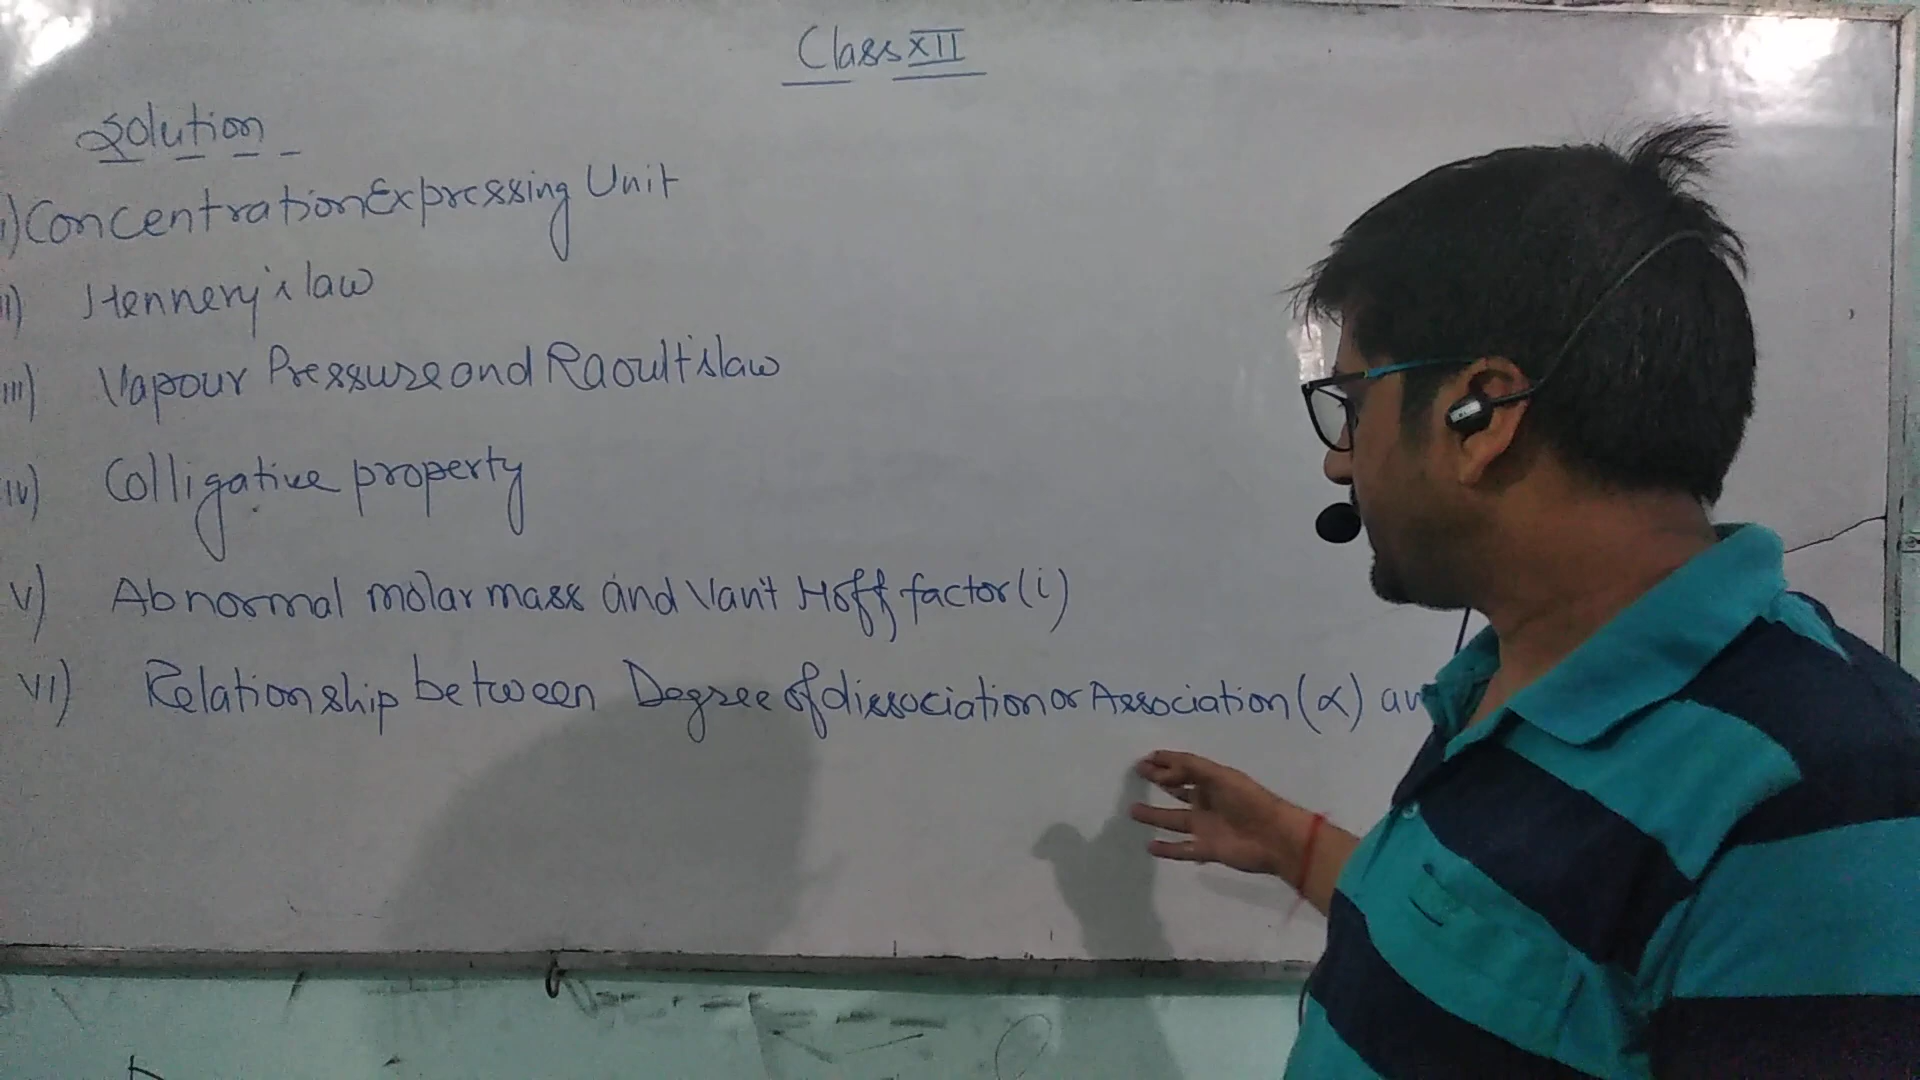 Class XII
Solution
i) Concentration Expressing Unit
ii) Hennery's law
iii) Vapour Pressure and Raoult's law
iv) Colligative property
v) Abnormal molar mass and Van't Hoff factor (i)
vi) Relationship between Degree of dissociation or Association (α)